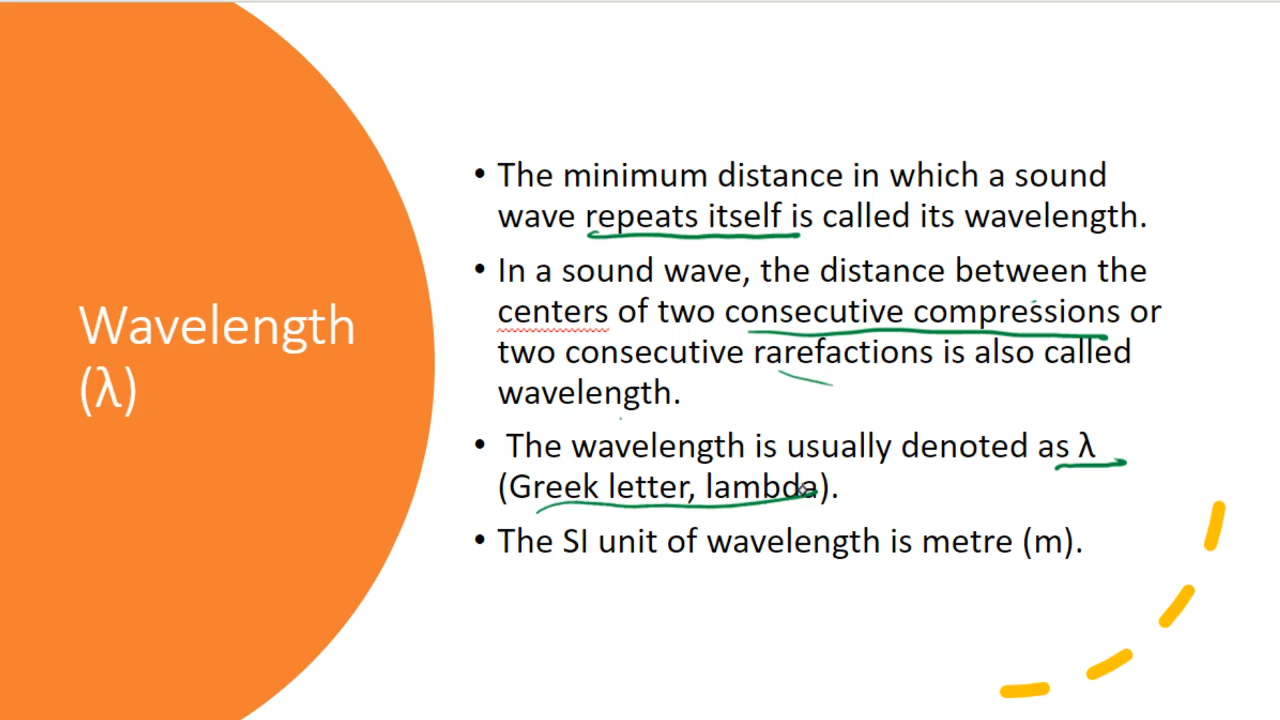 Wavelength
(λ)
• The minimum distance in which a sound
wave repeats itself is called its wavelength.
• In a sound wave, the distance between the
centers of two consecutive compressions or
two consecutive rarefactions is also called
wavelength.
• The wavelength is usually denoted as λ
(Greek letter, lambda).
• The SI unit of wavelength is metre (m).